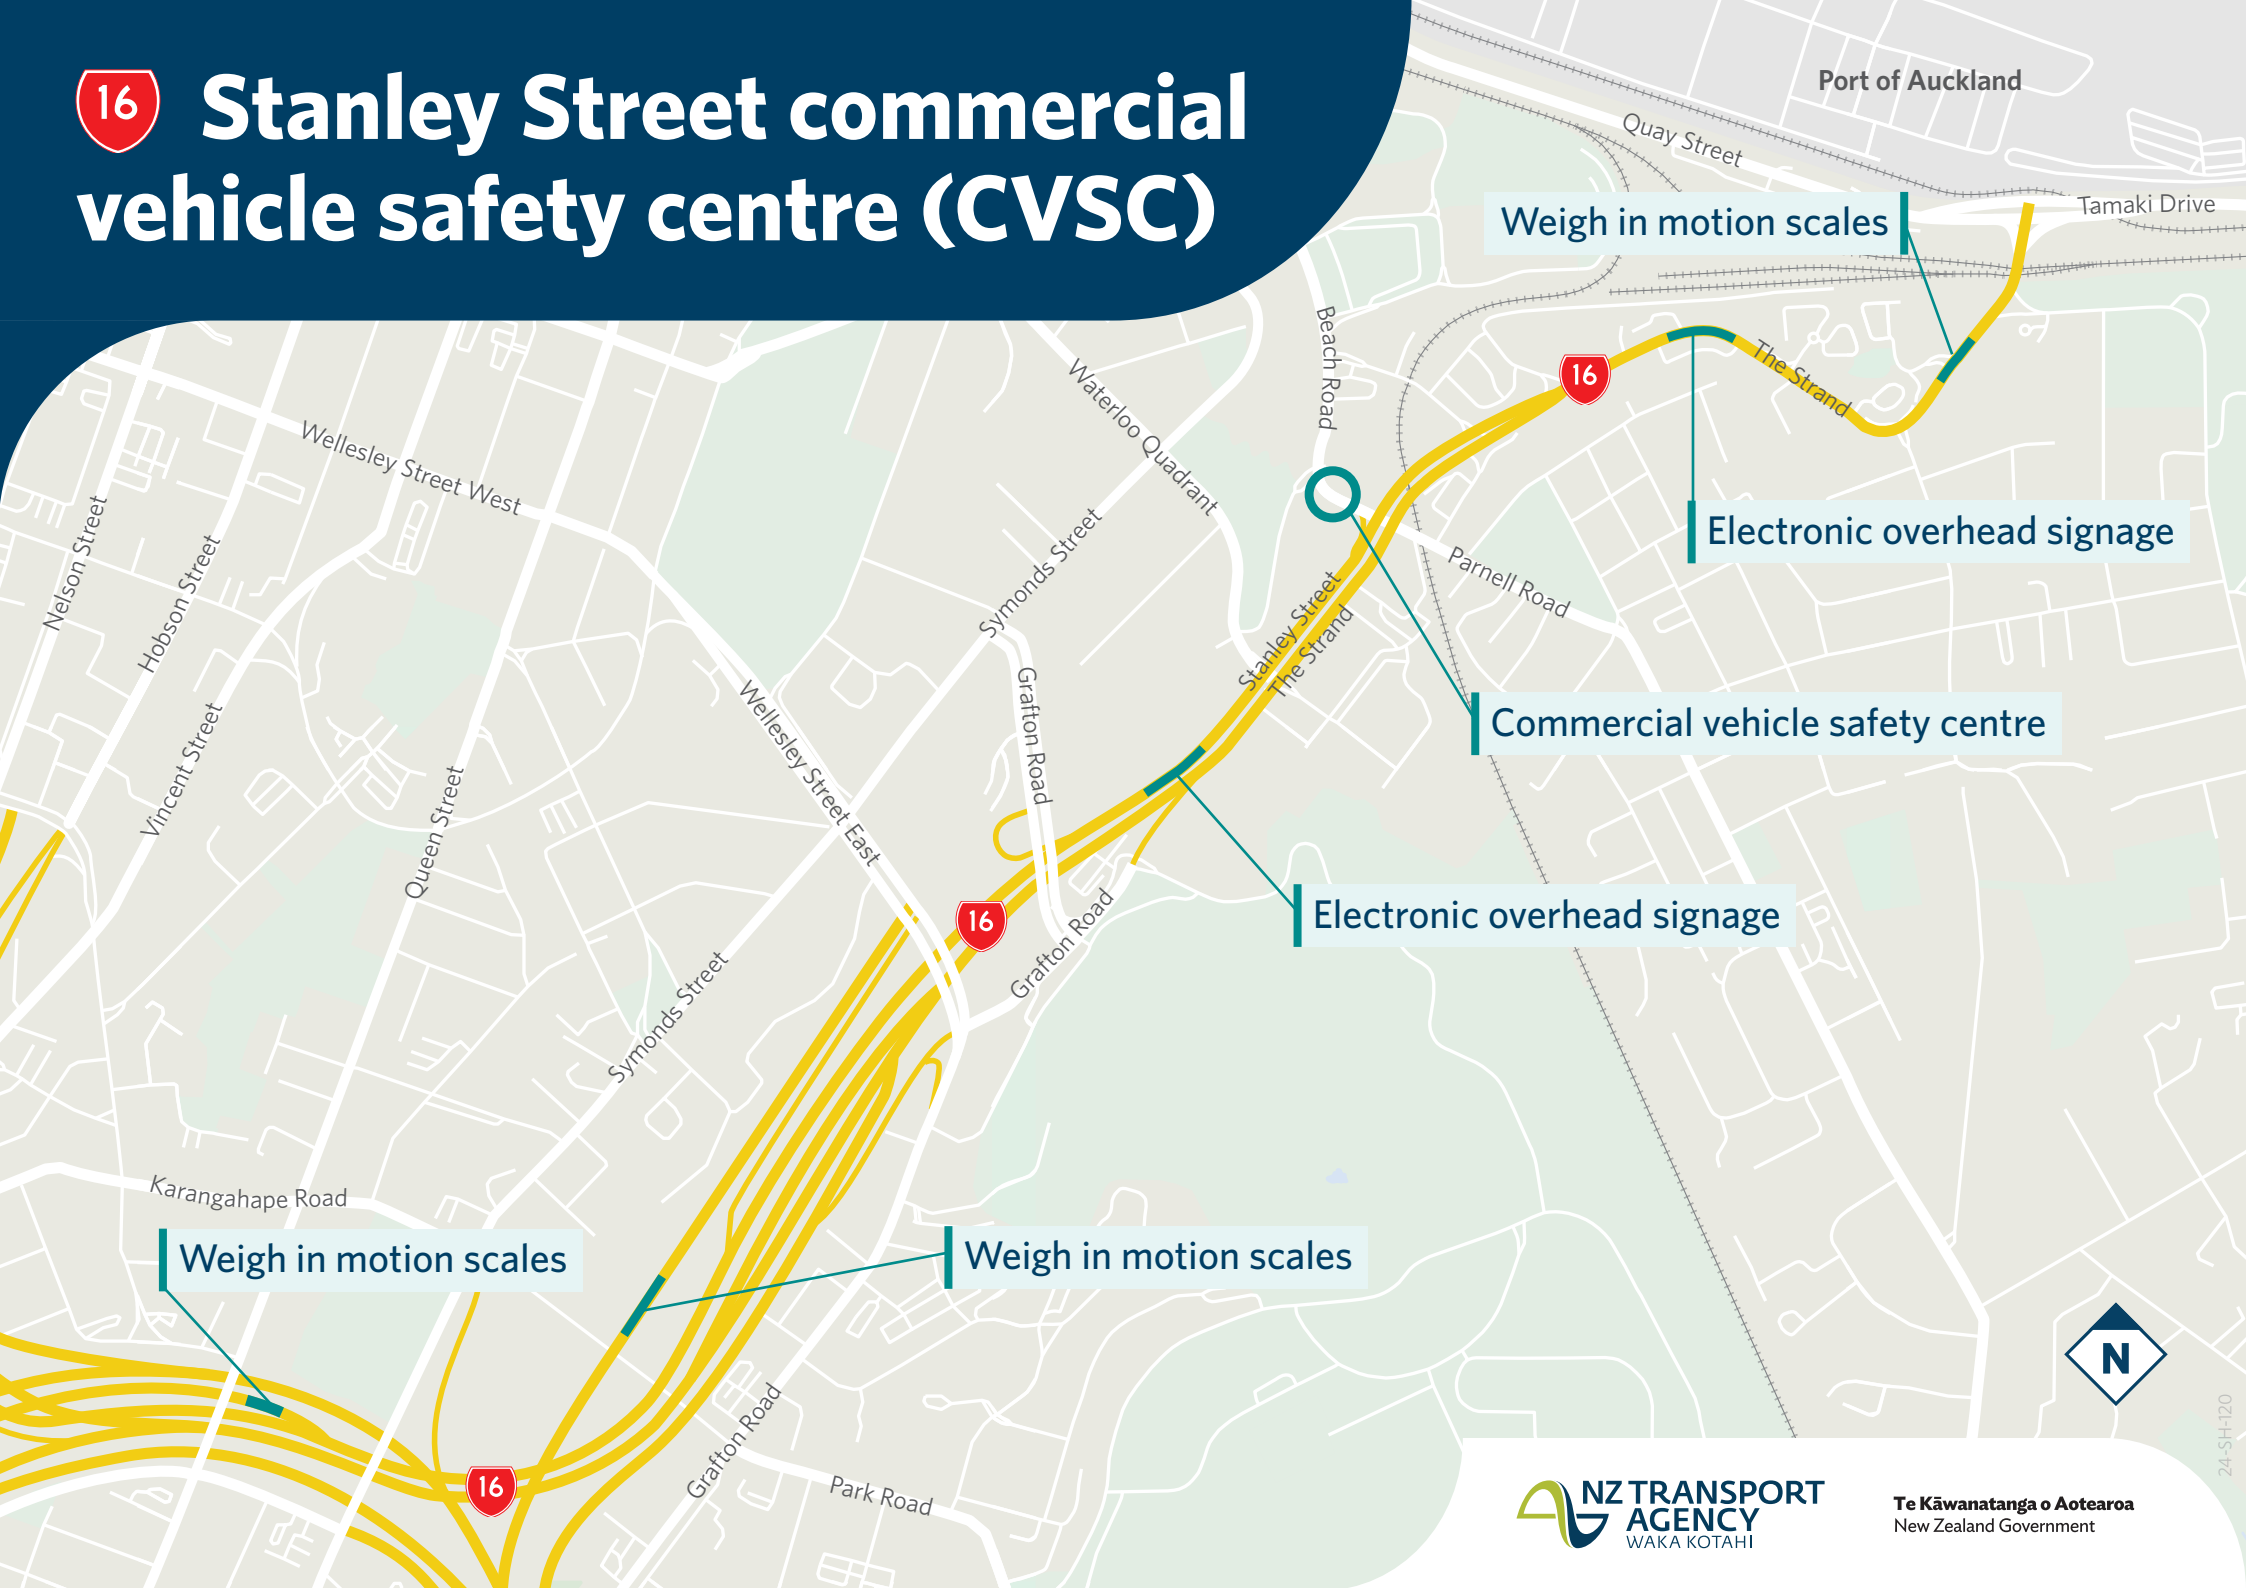 16 Stanley Street commercial
vehicle safety centre (CVSC)
Port of Auckland
Quay Street
Tamaki Drive
Weigh in motion scales
Beach Road
The Strand
16
Waterloo Quadrant
Wellesley Street West
Nelson Street
Hobson Street
Symonds Street
Electronic overhead signage
Parnell Road
Stanley Street
The Strand
Commercial vehicle safety centre
Grafton Road
Wellesley Street East
Vincent Street
Queen Street
Electronic overhead signage
16
Grafton Road
Symonds Street
Karangahape Road
Weigh in motion scales
Weigh in motion scales
Grafton Road
Park Road
16
N
24-SH-120
NZ TRANSPORT
AGENCY
WAKA KOTAHI
Te Kāwanatanga o Aotearoa
New Zealand Government